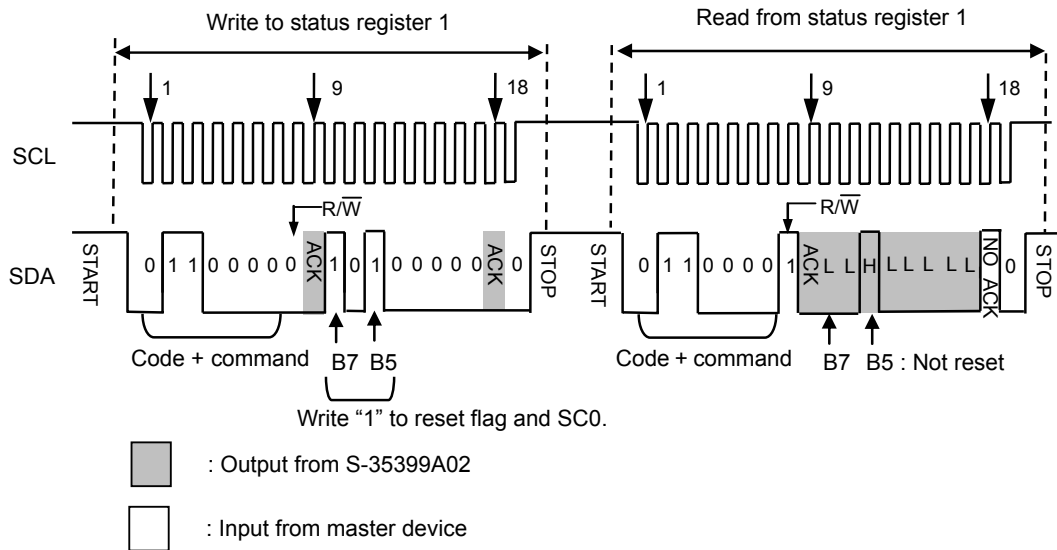 Write to status register 1
Read from status register 1
1 9 18 1 9 18
SCL
R/W R/W
SDA
START 0 1 1 0 0 0 0 0 ACK 1 0 1 0 0 0 0 0 ACK 0 STOP START 0 1 1 0 0 0 0 1 ACK L L H L L L L L NO ACK 0 STOP
Code + command B7 B5 Code + command B7 B5 : Not reset
Write “1” to reset flag and SC0.
: Output from S-35399A02
: Input from master device